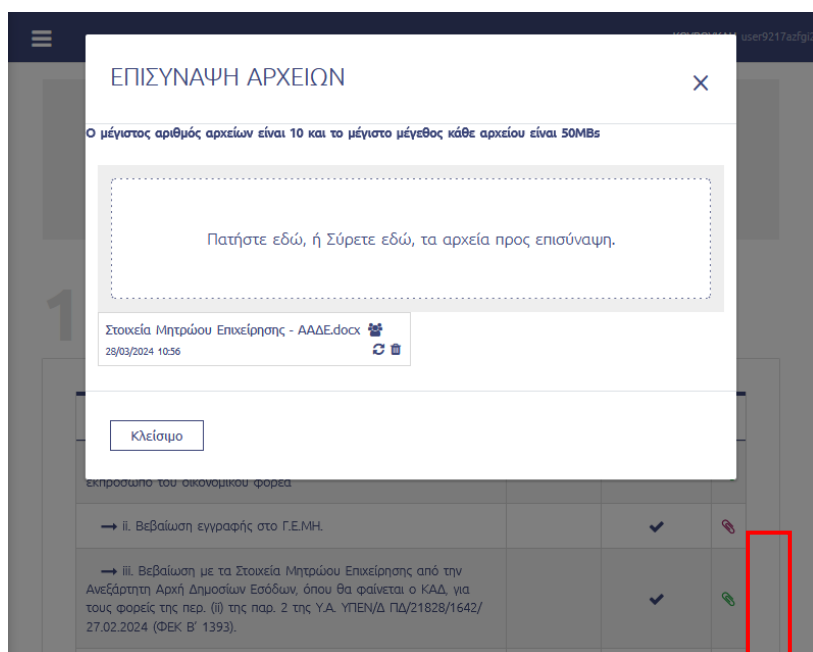 user9217azfgi2
ΕΠΙΣΥΝΑΨΗ ΑΡΧΕΙΩΝ
Ο μέγιστος αριθμός αρχείων είναι 10 και το μέγιστο μέγεθος κάθε αρχείου είναι 50MBs
Πατήστε εδώ, ή Σύρετε εδώ, τα αρχεία προς επισύναψη.
1
Στοιχεία Μητρώου Επιχείρησης - ΑΑΔΕ.docx
28/03/2024 10:56
Κλείσιμο
εκπρόσωπο του οικονομικού φορέα
→ ii. Βεβαίωση εγγραφής στο Γ.Ε.ΜΗ.
→ iii. Βεβαίωση με τα Στοιχεία Μητρώου Επιχείρησης από την
Ανεξάρτητη Αρχή Δημοσίων Εσόδων, όπου θα φαίνεται ο ΚΑΔ, για
τους φορείς της περ. (ii) της παρ. 2 της Υ.Α. ΥΠΕΝ/Δ ΠΔ/21828/1642/
27.02.2024 (ΦΕΚ Β΄ 1393).